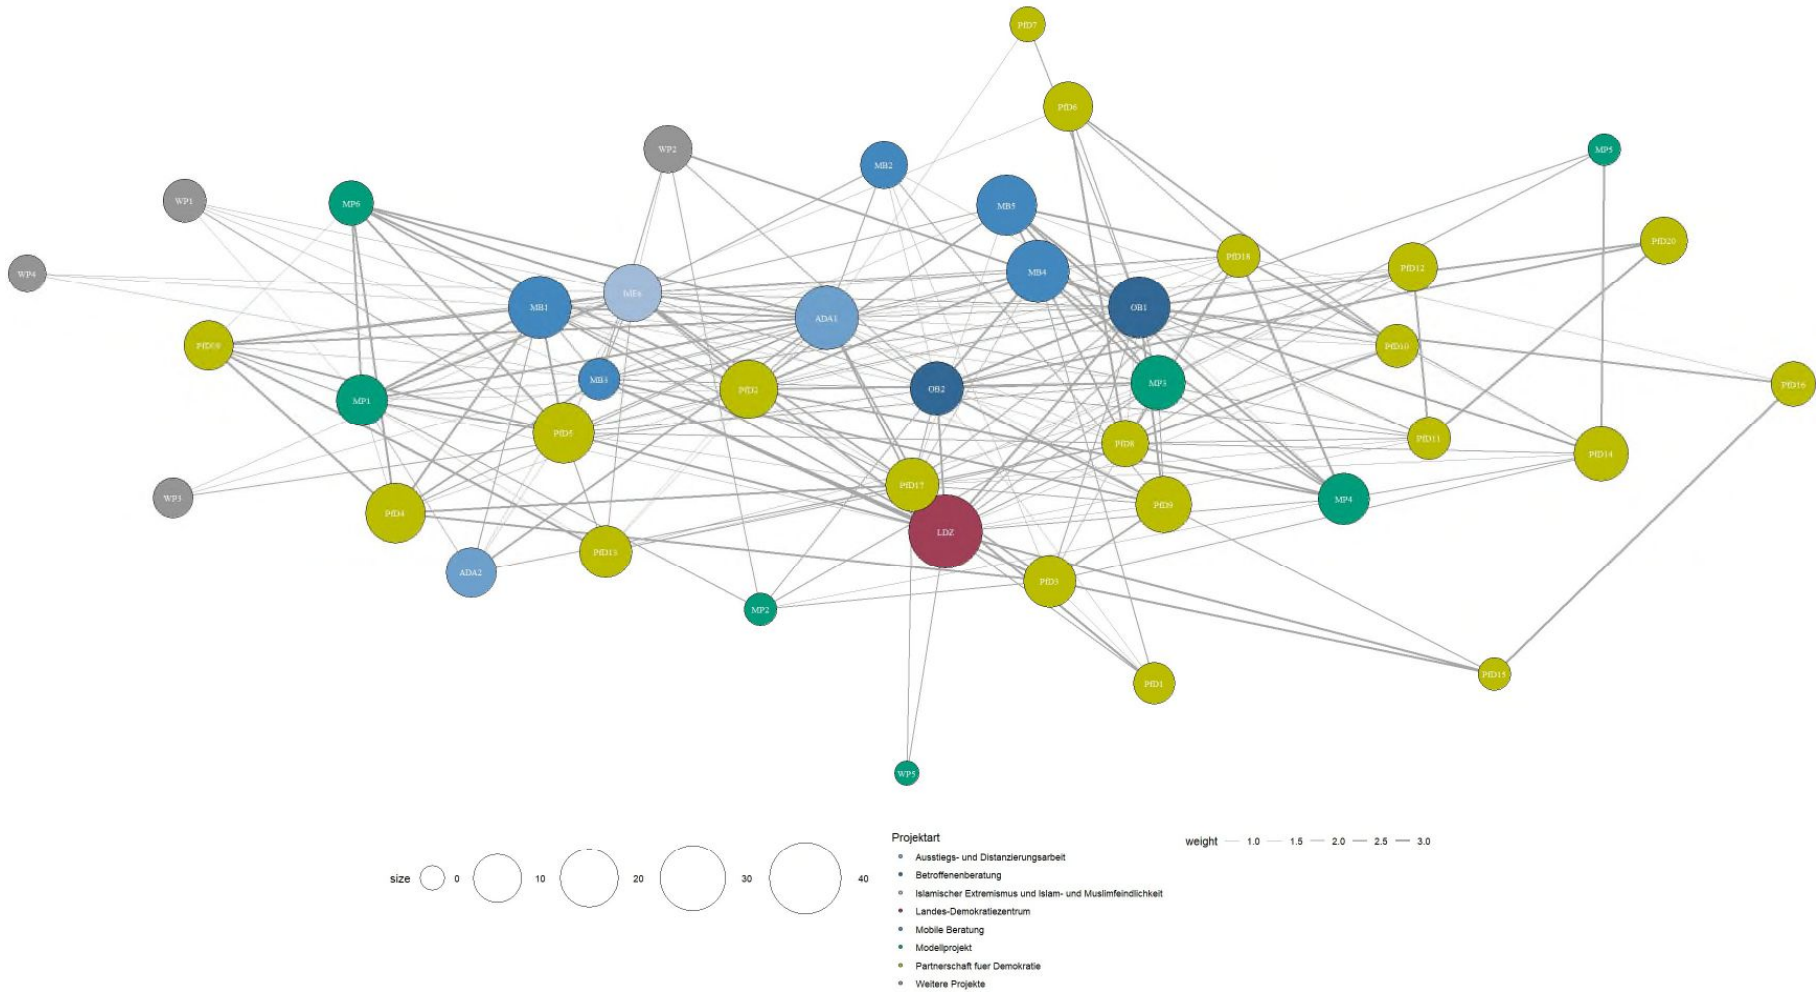 PfD7
PfD6
WP2
MB2
MP5
WP1
MP6
MB5
PfD20
PfD18
WP4
MB4
PfD12
MB1
ADA1
OB1
PfD10
MB3
PfD2
OB2
MP3
PfD16
MP1
PfD5
PfD8
PfD11
PfD14
WP3
PfD17
PfD4
PfD9
MP4
LDZ
PfD13
ADA2
PfD3
MP2
PfD1
PfD15
WP5
Projektart
Ausstiegs- und Distanzierungsarbeit
Betroffenenberatung
Islamischer Extremismus und Islam- und Muslimfeindlichkeit
Landes-Demokratiezentrum
Mobile Beratung
Modellprojekt
Partnerschaft fuer Demokratie
Weitere Projekte
size 0 10 20 30 40
weight 1.0 1.5 2.0 2.5 3.0